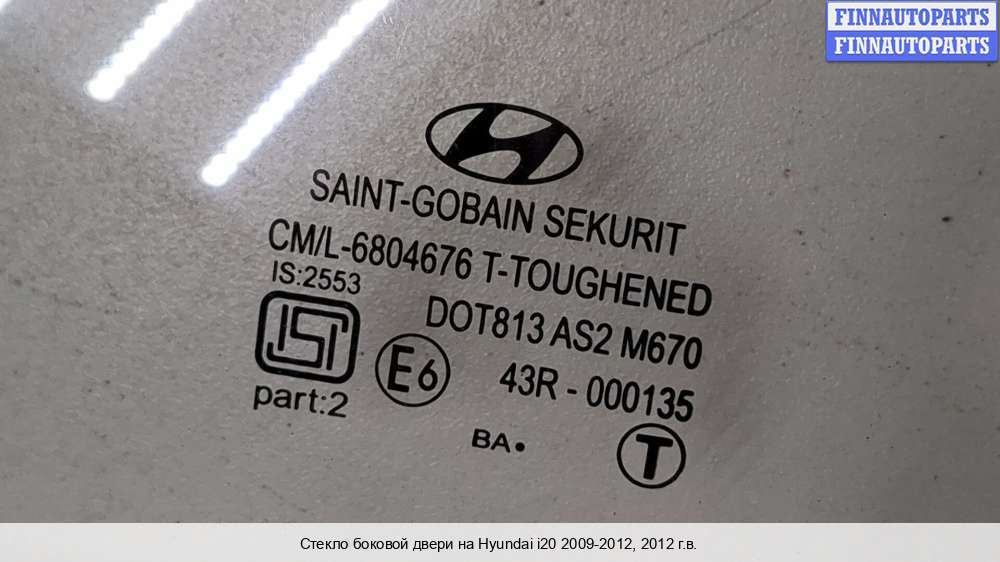 FINNAUTOPARTS
FINNAUTOPARTS
SAINT-GOBAIN SEKURIT
CM/L-6804676 T-TOUGHENED
IS:2553
DOT813 AS2 M670
ISI
E6
43R - 000135
part:2
BA•
T
Стекло боковой двери на Hyundai i20 2009-2012, 2012 г.в.